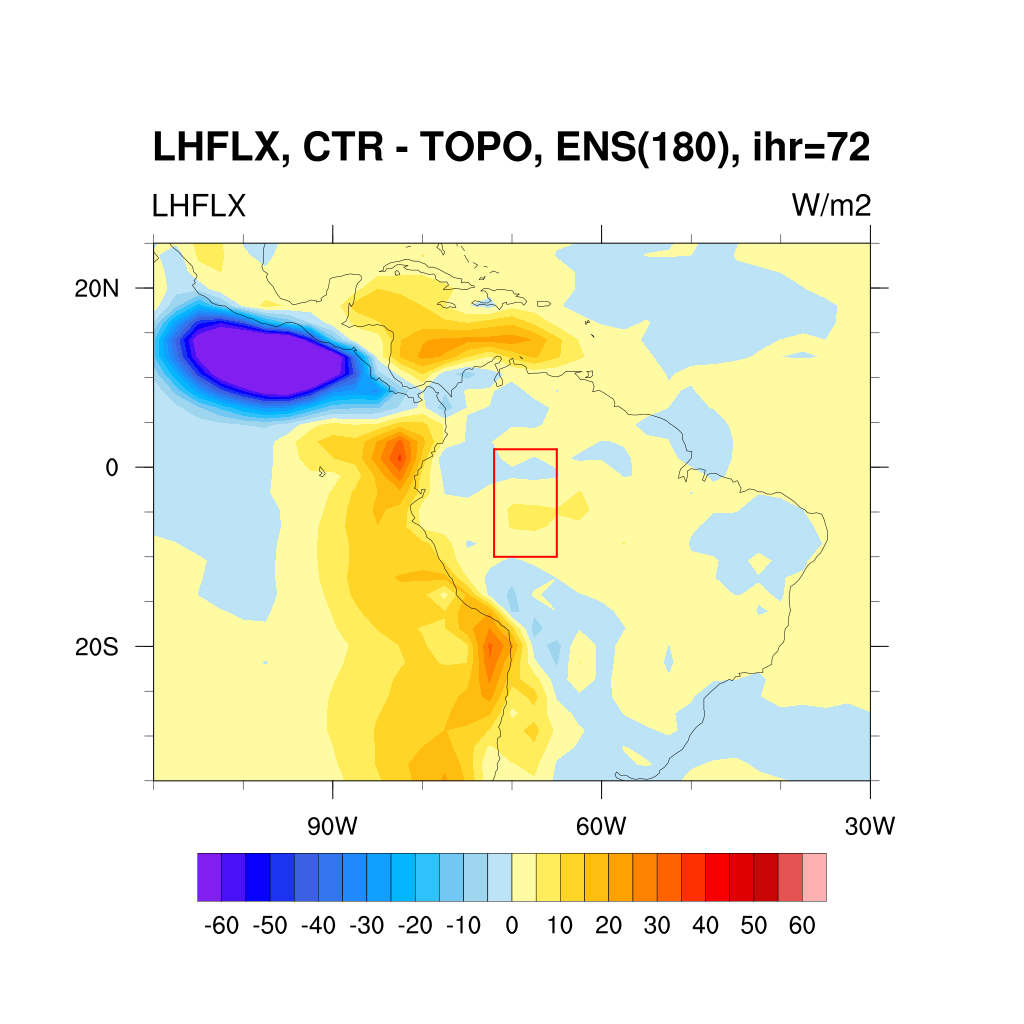 LHFLX, CTR - TOPO, ENS(180), ihr=72
LHFLX W/m2
20N
0
20S
90W 60W 30W
-60 -50 -40 -30 -20 -10 0 10 20 30 40 50 60